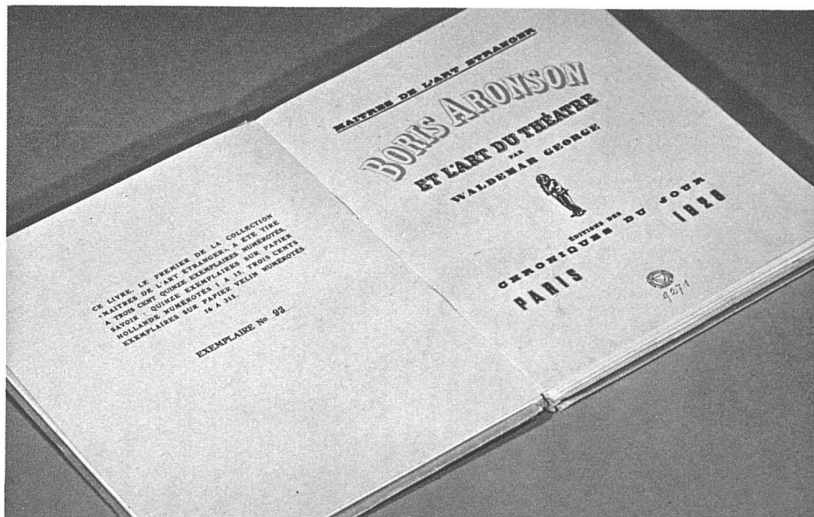 CE LIVRE, LE PREMIER DE LA COLLECTION
«MAITRES DE L'ART ETRANGER», A ÉTÉ TIRE
A TROIS CENT QUINZE EXEMPLAIRES NUMÉROTÉS,
SAVOIR : QUINZE EXEMPLAIRES SUR PAPIER
HOLLANDE NUMÉROTÉS 1 A 15, TROIS CENTS
EXEMPLAIRES SUR PAPIER VELIN NUMÉROTÉS
16 A 315.
EXEMPLAIRE No 93
MAITRES DE L'ART ETRANGER
BORIS ARONSON
ET L'ART DU THÉATRE
PAR
WALDEMAR GEORGE
ÉDITIONS DES
CHRONIQUES DU JOUR
PARIS 1928
9271